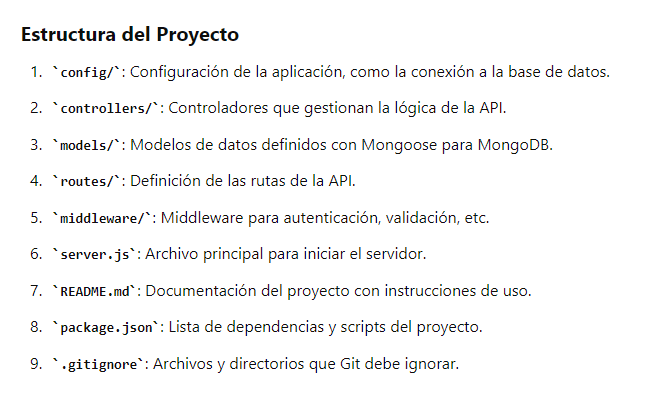 Estructura del Proyecto
1. `config/`: Configuración de la aplicación, como la conexión a la base de datos.
2. `controllers/`: Controladores que gestionan la lógica de la API.
3. `models/`: Modelos de datos definidos con Mongoose para MongoDB.
4. `routes/`: Definición de las rutas de la API.
5. `middleware/`: Middleware para autenticación, validación, etc.
6. `server.js`: Archivo principal para iniciar el servidor.
7. `README.md`: Documentación del proyecto con instrucciones de uso.
8. `package.json`: Lista de dependencias y scripts del proyecto.
9. `.gitignore`: Archivos y directorios que Git debe ignorar.